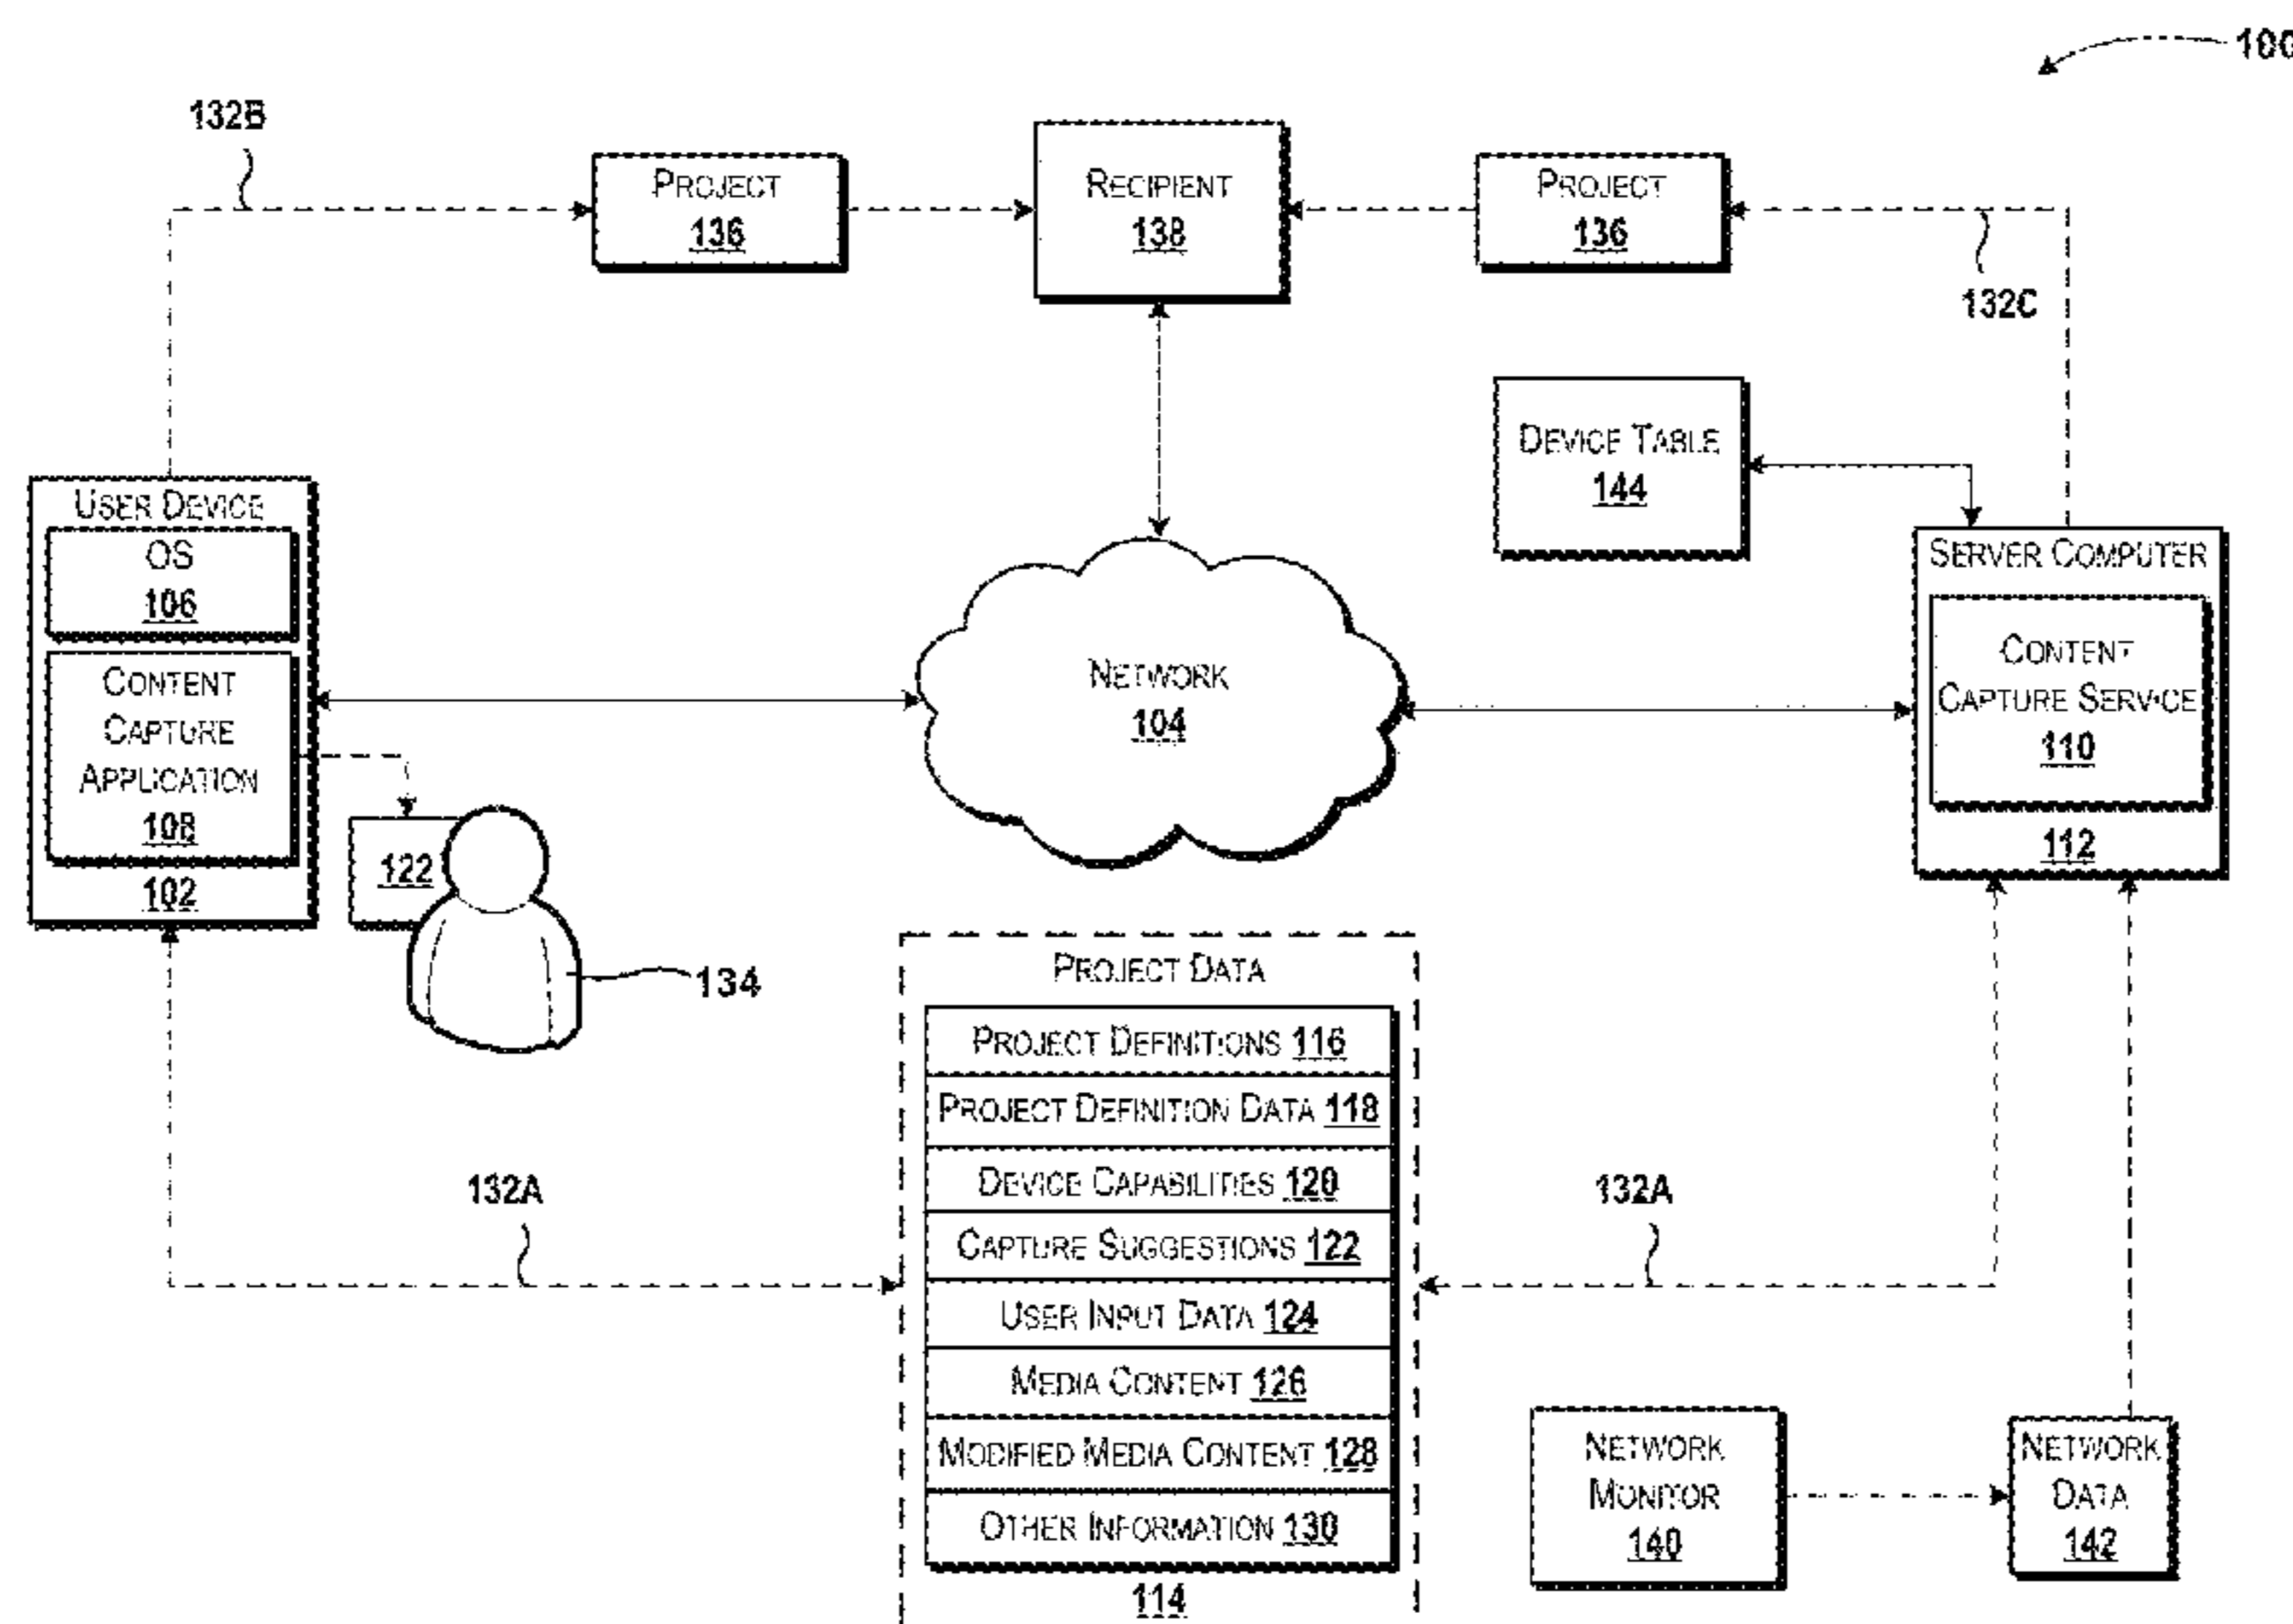 100
132B
PROJECT
136
RECIPIENT
138
PROJECT
136
132C
DEVICE TABLE
144
USER DEVICE
OS
106
CONTENT
CAPTURE
APPLICATION
108
102
122
134
NETWORK
104
SERVER COMPUTER
CONTENT
CAPTURE SERVICE
110
112
PROJECT DATA
PROJECT DEFINITIONS 116
PROJECT DEFINITION DATA 118
DEVICE CAPABILITIES 120
CAPTURE SUGGESTIONS 122
USER INPUT DATA 124
MEDIA CONTENT 126
MODIFIED MEDIA CONTENT 128
OTHER INFORMATION 130
114
132A
132A
NETWORK
MONITOR
140
NETWORK
DATA
142